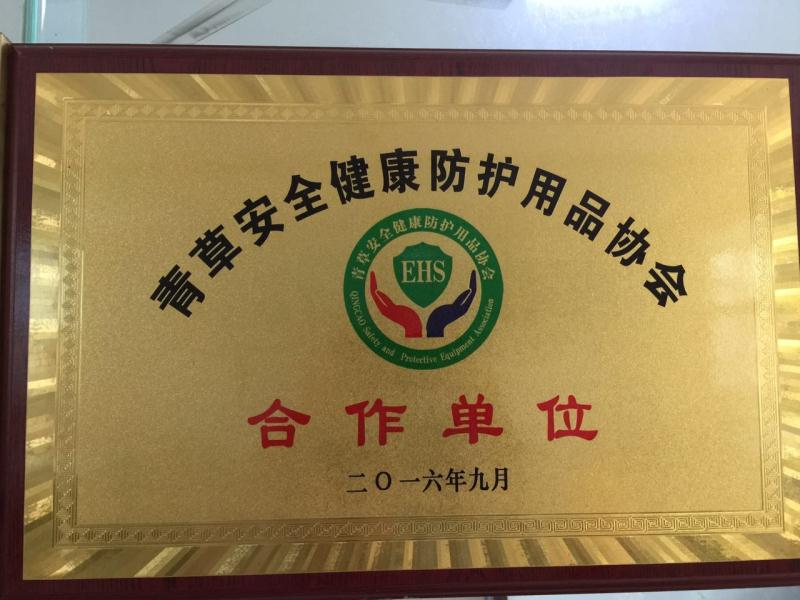 青草安全健康防护用品协会
青草安全健康防护用品协会
EHS
QINGCAO Safety and Protective Equipment Association
合作单位
二〇一六年九月